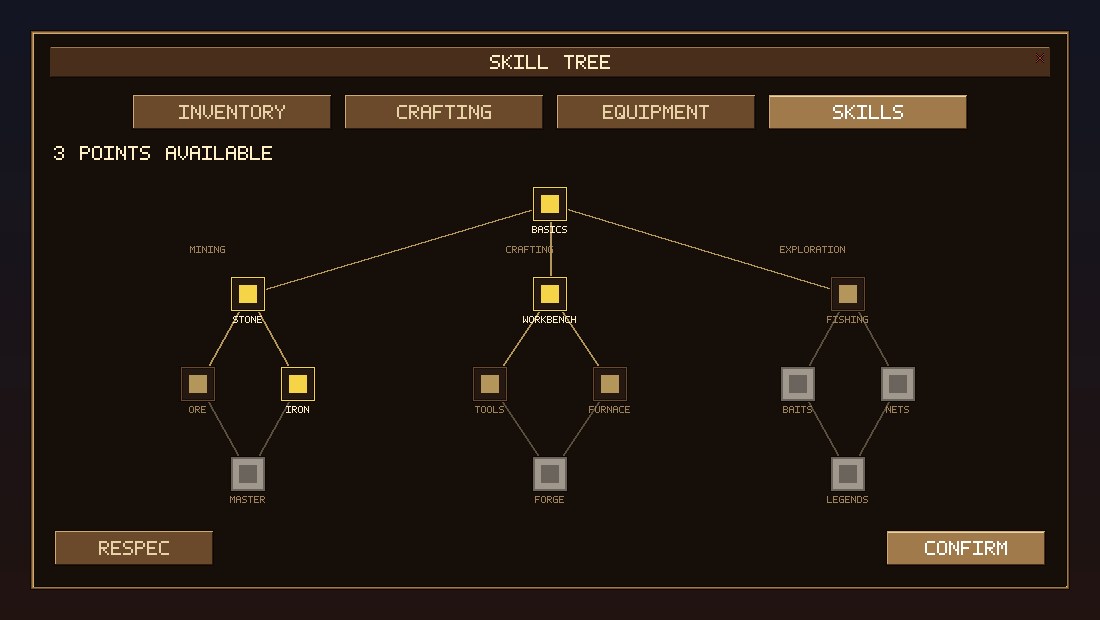 SKILL TREE
x
INVENTORY
CRAFTING
EQUIPMENT
SKILLS
3 POINTS AVAILABLE
BASICS
MINING
CRAFTING
EXPLORATION
STONE
WORKBENCH
FISHING
ORE
IRON
TOOLS
FURNACE
BAITS
NETS
MASTER
FORGE
LEGENDS
RESPEC
CONFIRM